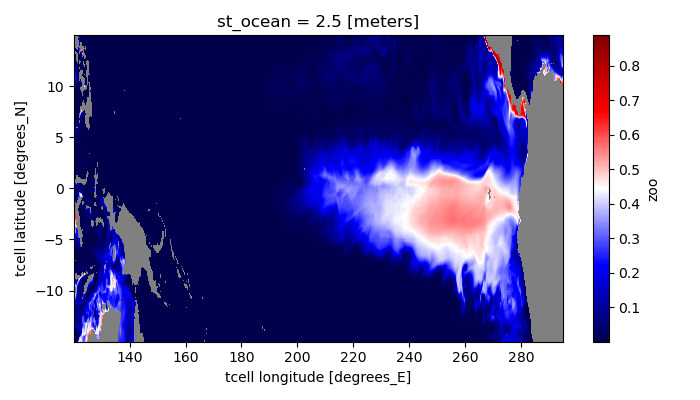 st_ocean = 2.5 [meters]
10
5
0
−5
−10
tcell latitude [degrees_N]
140 160 180 200 220 240 260 280
tcell longitude [degrees_E]
0.8
0.7
0.6
0.5
0.4
0.3
0.2
0.1
zoo